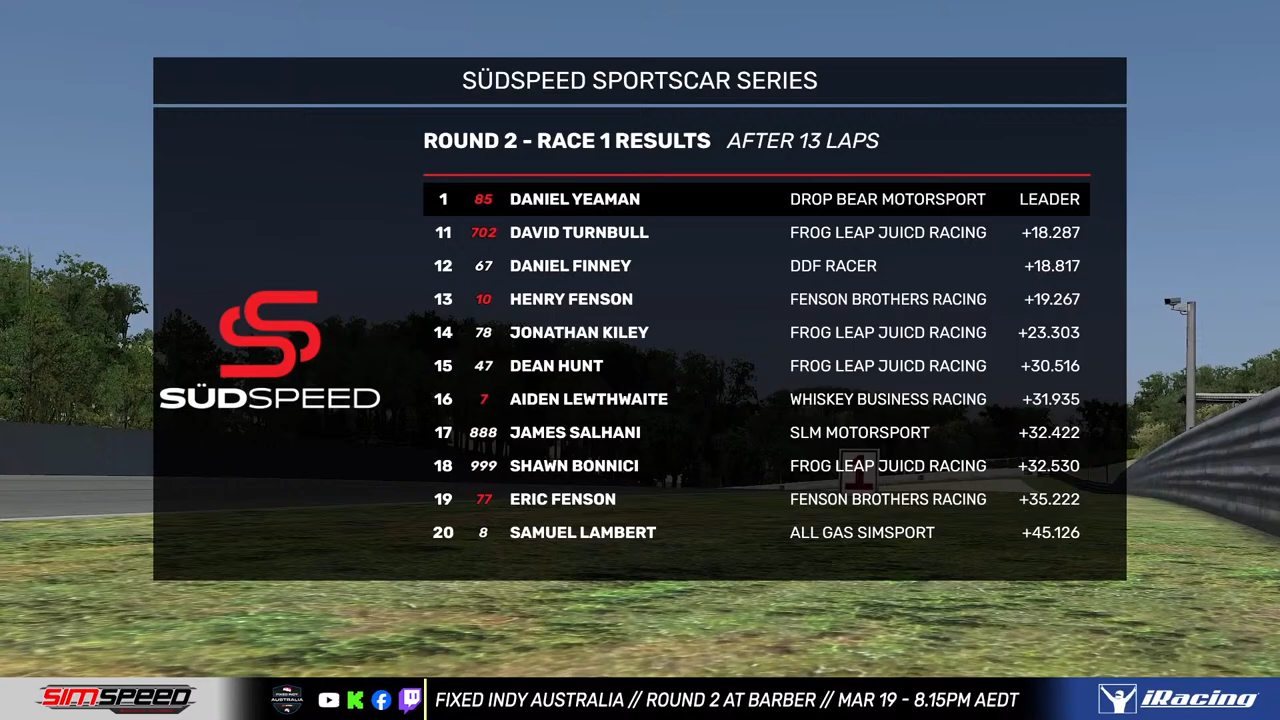 SÜDSPEED SPORTSCAR SERIES
ROUND 2 - RACE 1 RESULTS AFTER 13 LAPS
1 85 DANIEL YEAMAN DROP BEAR MOTORSPORT LEADER
11 702 DAVID TURNBULL FROG LEAP JUICD RACING +18.287
12 67 DANIEL FINNEY DDF RACER +18.817
13 10 HENRY FENSON FENSON BROTHERS RACING +19.267
14 78 JONATHAN KILEY FROG LEAP JUICD RACING +23.303
15 47 DEAN HUNT FROG LEAP JUICD RACING +30.516
16 7 AIDEN LEWTHWAITE WHISKEY BUSINESS RACING +31.935
17 888 JAMES SALHANI SLM MOTORSPORT +32.422
18 999 SHAWN BONNICI FROG LEAP JUICD RACING +32.530
19 77 ERIC FENSON FENSON BROTHERS RACING +35.222
20 8 SAMUEL LAMBERT ALL GAS SIMSPORT +45.126
SÜDSPEED
1
SIMSPEED
FIXED INDY AUSTRALIA // ROUND 2 AT BARBER // MAR 19 - 8.15PM AEDT
iRacing